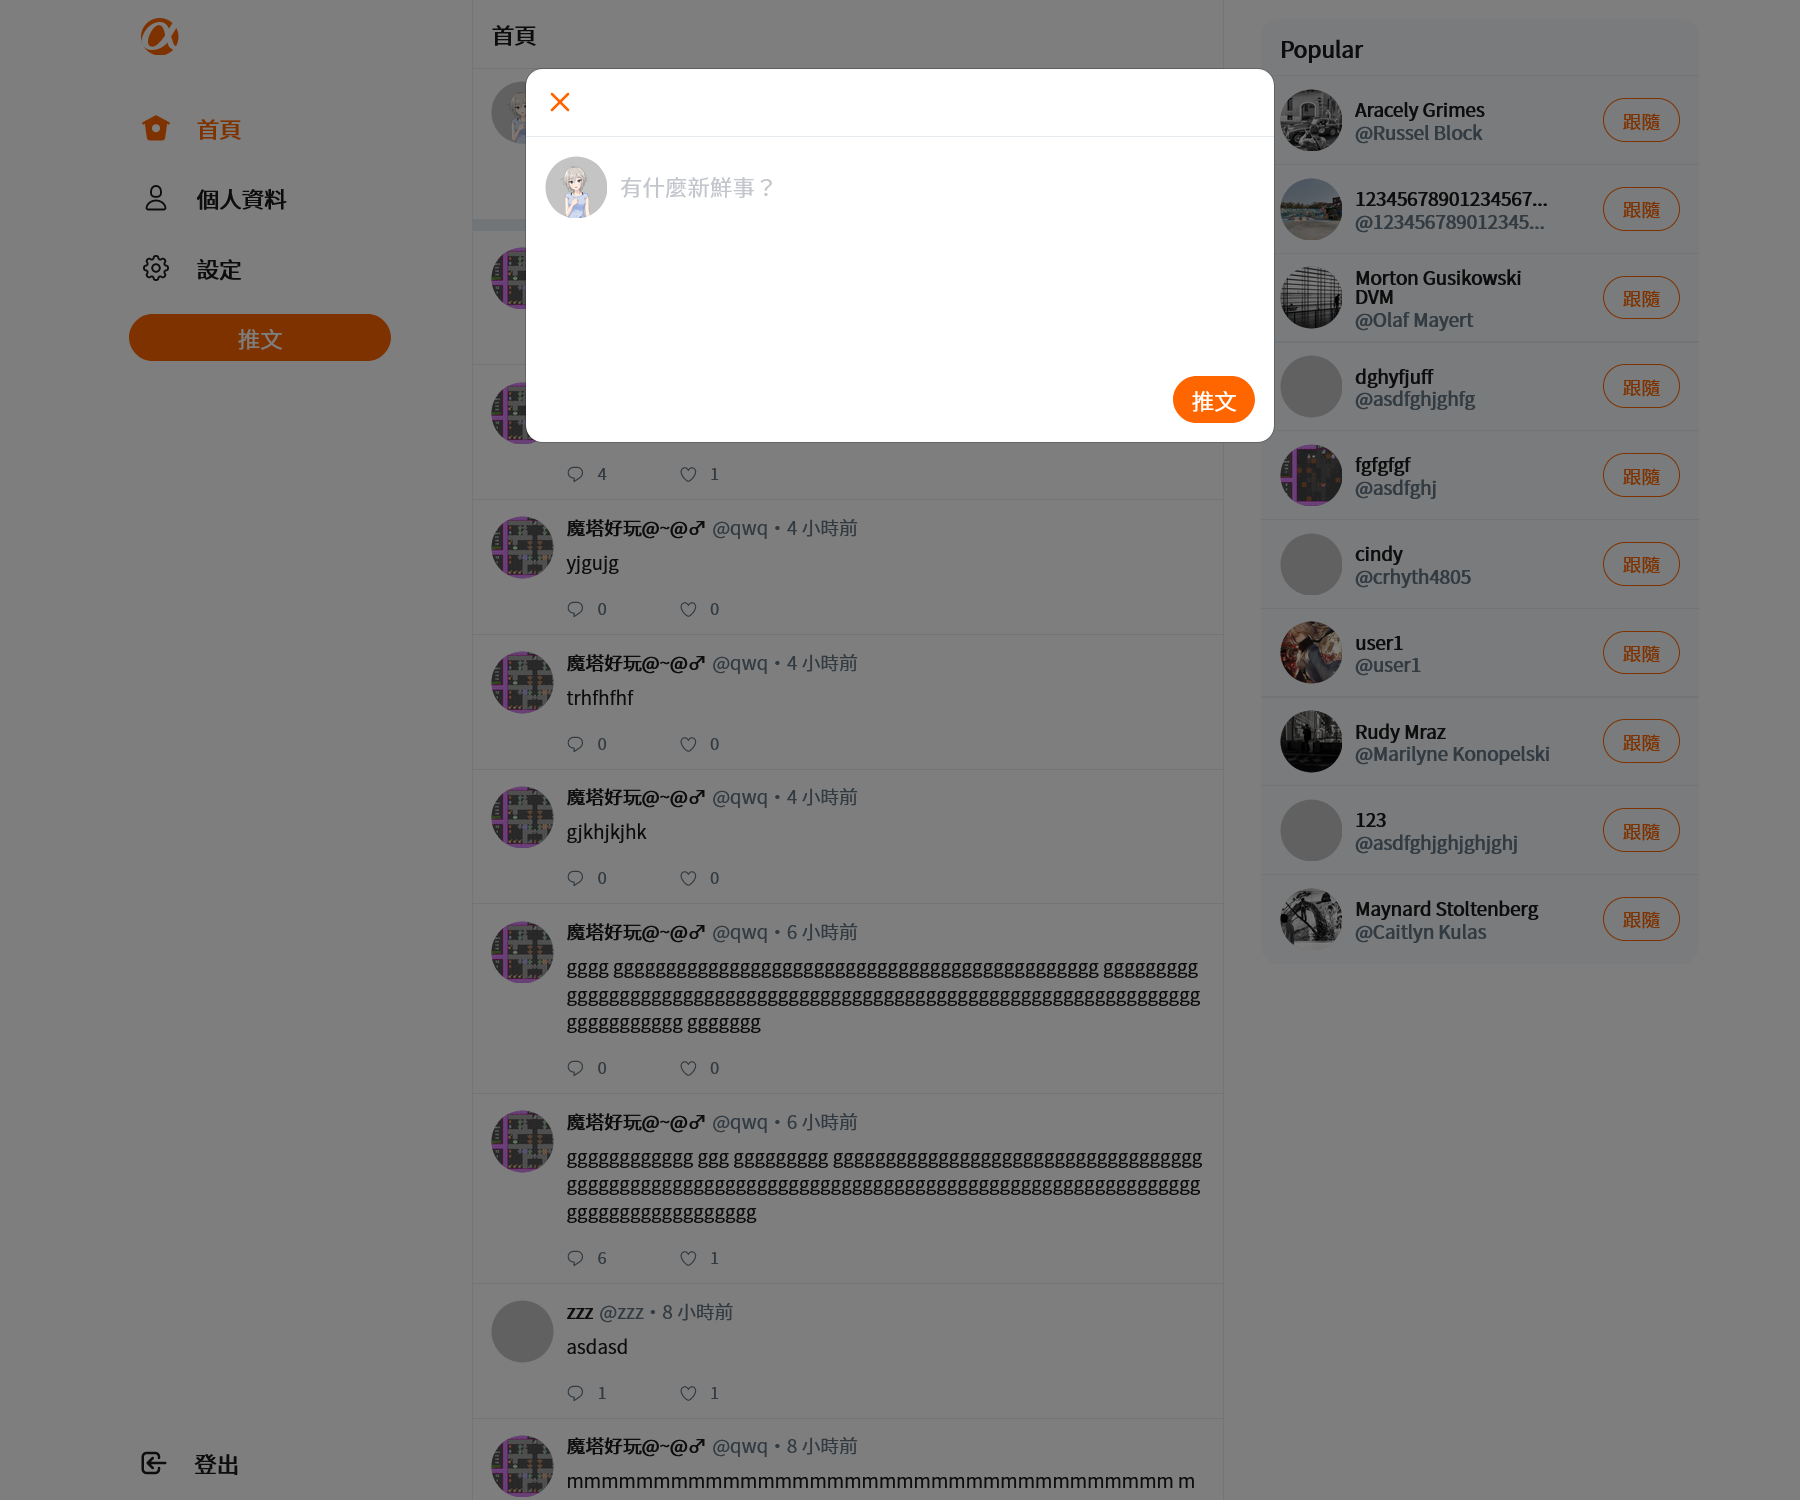 首頁
個人資料
設定
推文
登出
首頁
有什麼新鮮事？
推文
4 1
魔塔好玩@~@♂ @qwq・4 小時前
yjgujg
0 0
魔塔好玩@~@♂ @qwq・4 小時前
trhfhfhf
0 0
魔塔好玩@~@♂ @qwq・4 小時前
gjkhjkjhk
0 0
魔塔好玩@~@♂ @qwq・6 小時前
gggg gggggggggggggggggggggggggggggggggggggggggggggg ggggggggg
gggggggggggggggggggggggggggggggggggggggggggggggggggggggggggg
ggggggggggg ggggggg
0 0
魔塔好玩@~@♂ @qwq・6 小時前
gggggggggggg ggg ggggggggg ggggggggggggggggggggggggggggggggggg
gggggggggggggggggggggggggggggggggggggggggggggggggggggggggggg
gggggggggggggggggg
6 1
zzz @zzz・8 小時前
asdasd
1 1
魔塔好玩@~@♂ @qwq・8 小時前
mmmmmmmmmmmmmmmmmmmmmmmmmmmmmmmmmmm m
Popular
Aracely Grimes
@Russel Block
跟隨
12345678901234567...
@123456789012345...
跟隨
Morton Gusikowski
DVM
@Olaf Mayert
跟隨
dghyfjuff
@asdfghjghfg
跟隨
fgfgfgf
@asdfghj
跟隨
cindy
@crhyth4805
跟隨
user1
@user1
跟隨
Rudy Mraz
@Marilyne Konopelski
跟隨
123
@asdfghjghjghjghj
跟隨
Maynard Stoltenberg
@Caitlyn Kulas
跟隨